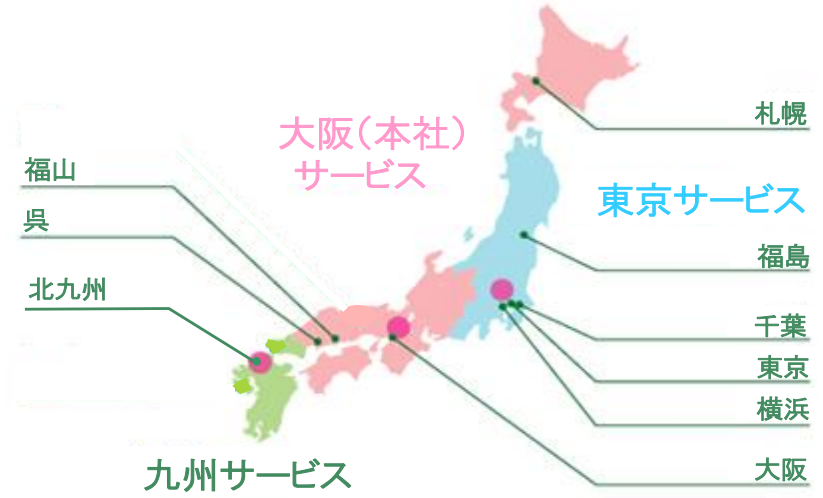 札幌
大阪(本社)
サービス
福山
東京サービス
呉
福島
北九州
千葉
東京
横浜
大阪
九州サービス